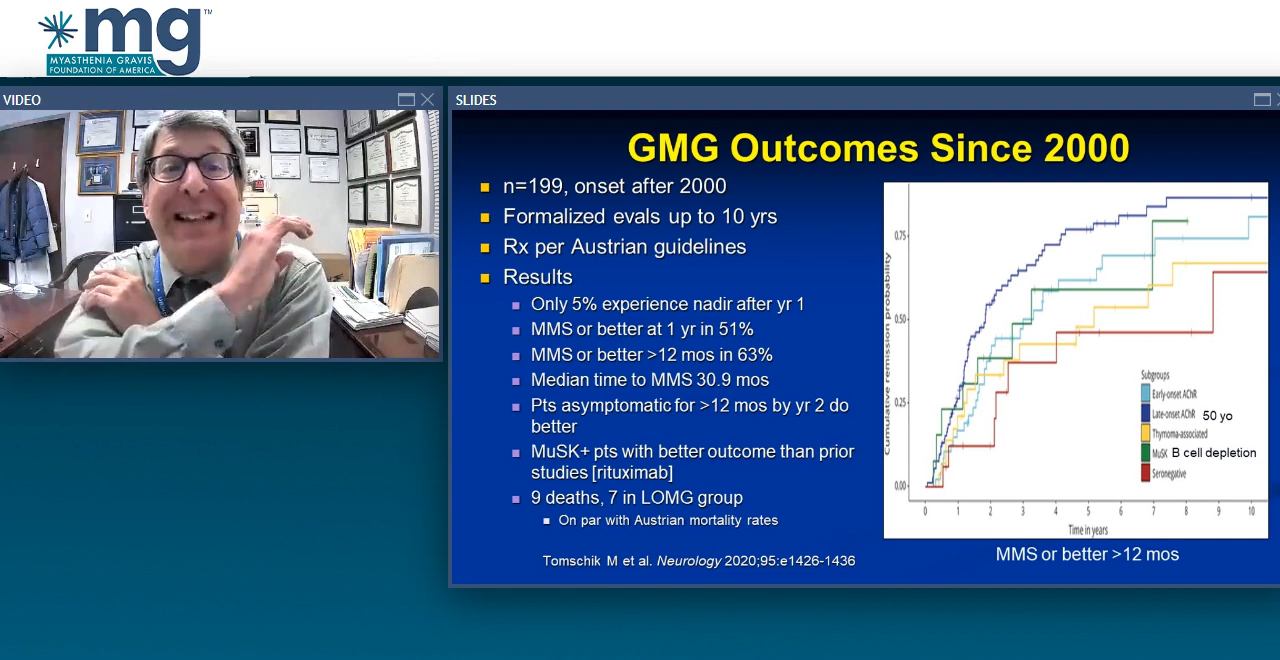 mg™
MYASTHENIA GRAVIS
FOUNDATION OF AMERICA
VIDEO
SLIDES
GMG Outcomes Since 2000
n=199, onset after 2000
Formalized evals up to 10 yrs
Rx per Austrian guidelines
Results
Only 5% experience nadir after yr 1
MMS or better at 1 yr in 51%
MMS or better >12 mos in 63%
Median time to MMS 30.9 mos
Pts asymptomatic for >12 mos by yr 2 do
better
MuSK+ pts with better outcome than prior
studies [rituximab]
9 deaths, 7 in LOMG group
On par with Austrian mortality rates
Tomschik M et al. Neurology 2020;95:e1426-1436
Cumulative remission probability
0.75
0.50
0.25
0.00
Subgroups
Early-onset AChR
Late-onset AChR 50 yo
Thymoma-associated
MuSK B cell depletion
Seronegative
0 1 2 3 4 5 6 7 8 9 10
Time in years
MMS or better >12 mos